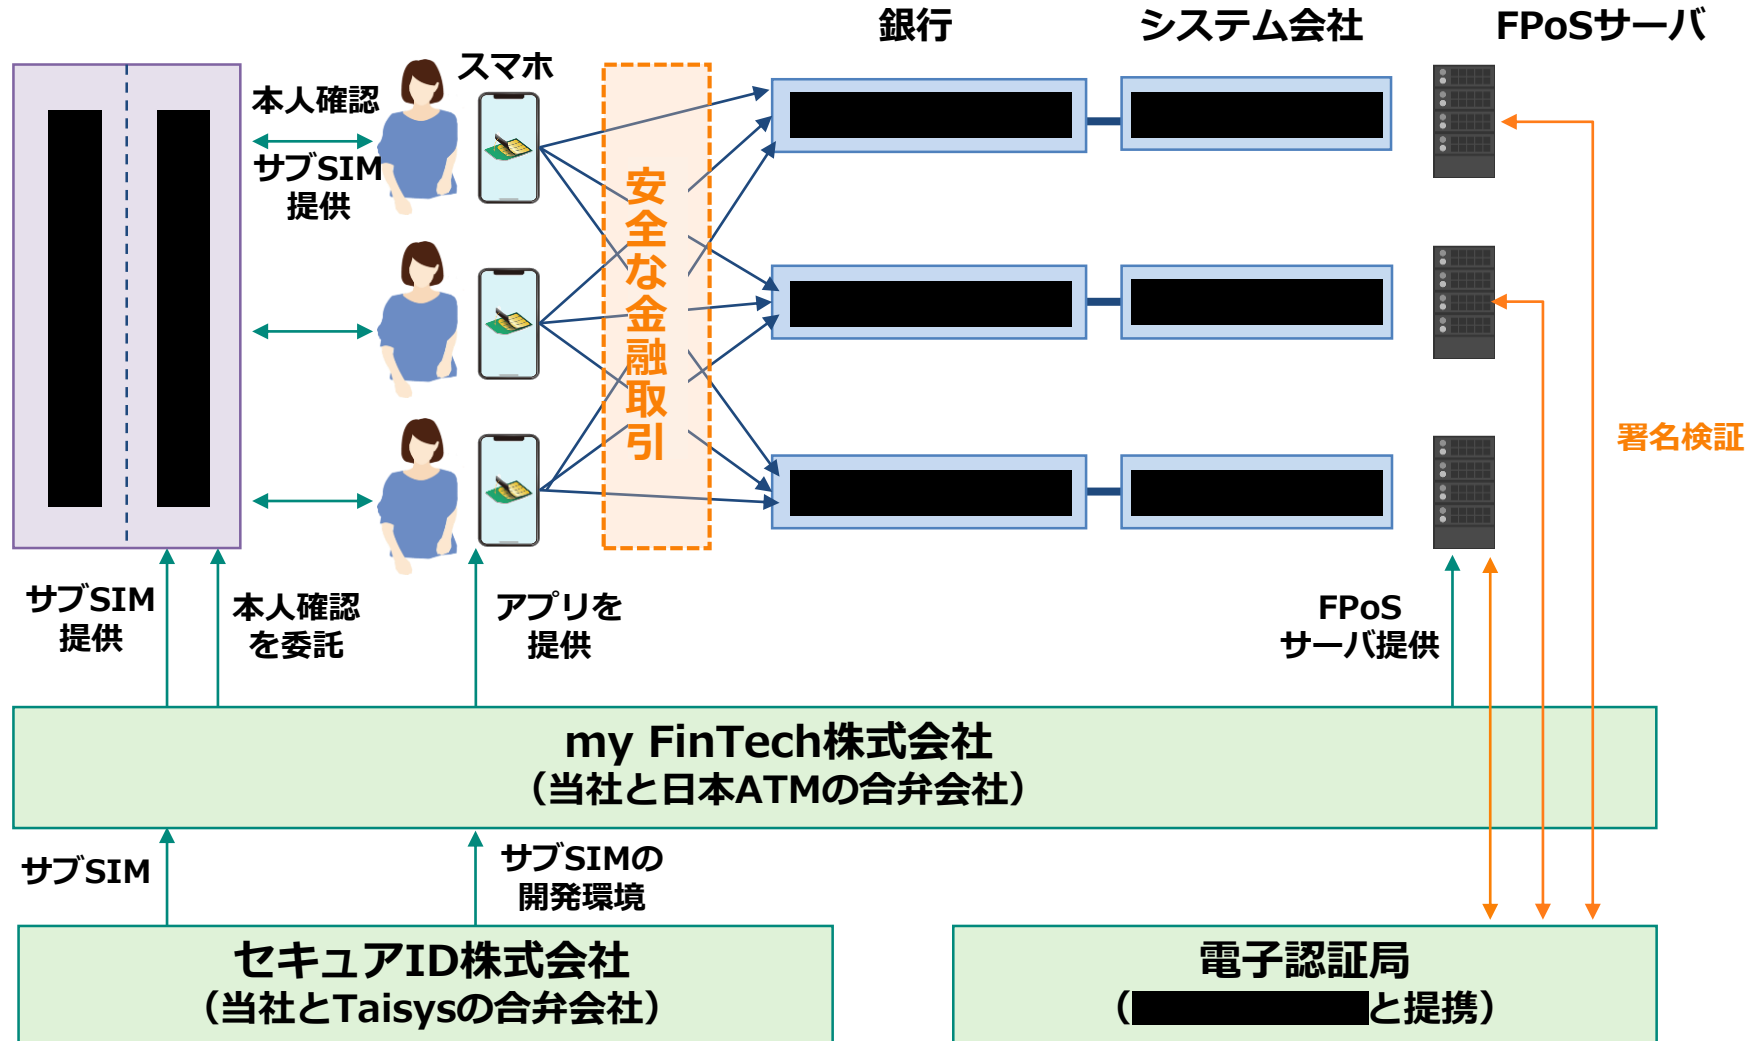 銀行
システム会社
FPoSサーバ
スマホ
本人確認
サブSIM
提供
安全な金融取引
署名検証
サブSIM
提供
本人確認
を委託
アプリを
提供
FPoS
サーバ提供
my FinTech株式会社
（当社と日本ATMの合弁会社）
サブSIM
サブSIMの
開発環境
セキュアID株式会社
（当社とTaisysの合弁会社）
電子認証局
（と提携）